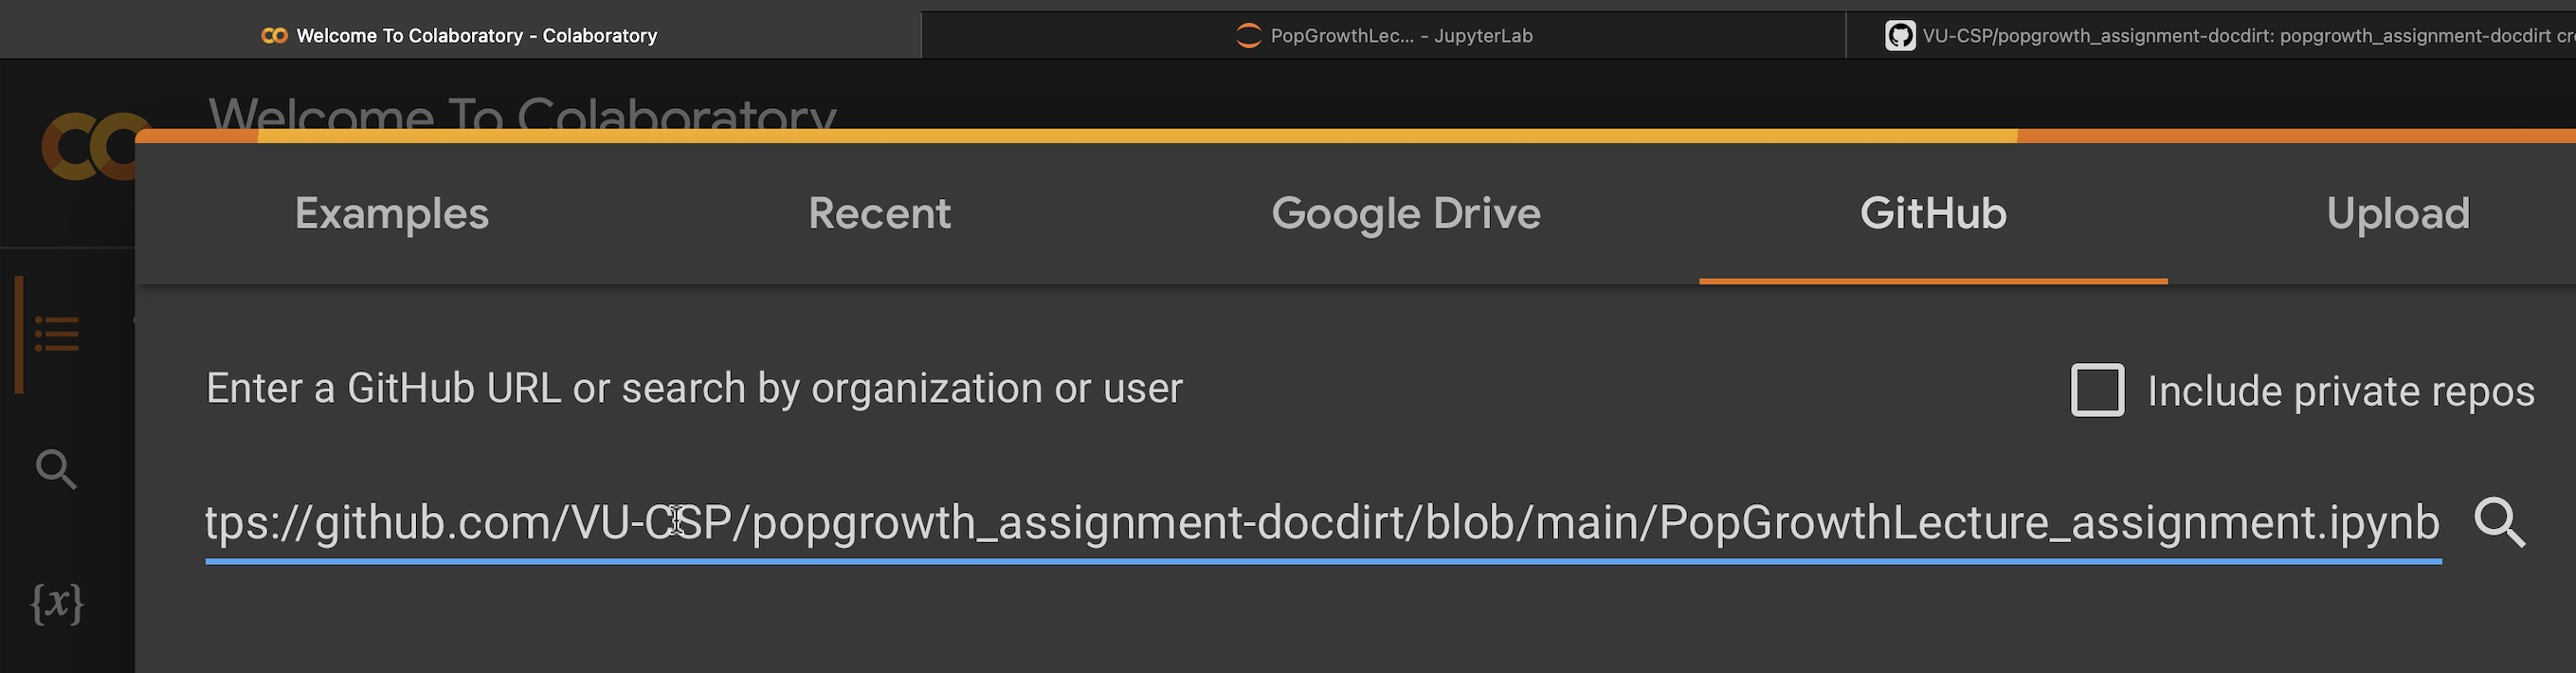 Welcome To Colaboratory - Colaboratory
PopGrowthLec... - JupyterLab
VU-CSP/popgrowth_assignment-docdirt: popgrowth_assignment-docdirt cr
Welcome To Colaboratory
Examples
Recent
Google Drive
GitHub
Upload
Enter a GitHub URL or search by organization or user
Include private repos
tps://github.com/VU-CSP/popgrowth_assignment-docdirt/blob/main/PopGrowthLecture_assignment.ipynb
{x}